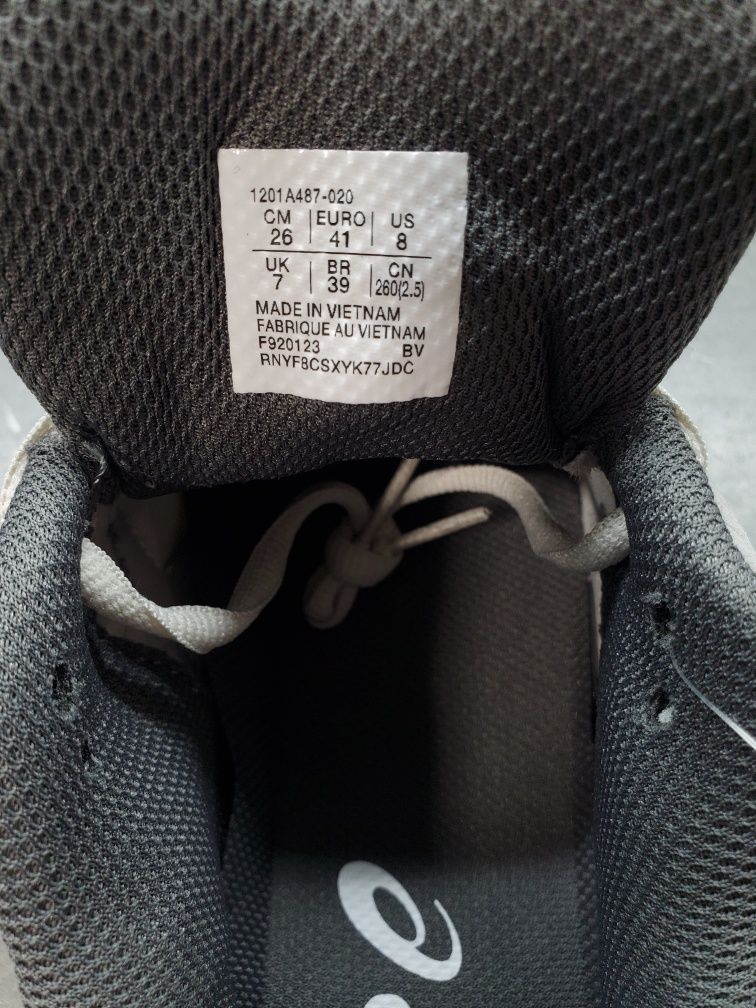 1201A487-020
CM EURO US
26 41 8
UK BR CN
7 39 260(2.5)
MADE IN VIETNAM
FABRIQUE AU VIETNAM
F920123 BV
RNYF8CSXYK77JDC